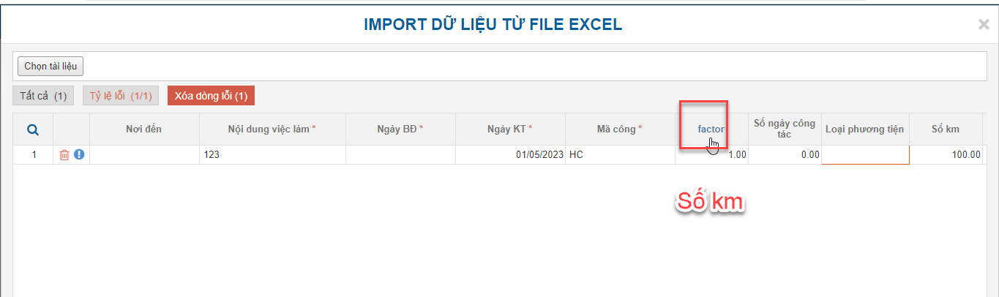 IMPORT DỮ LIỆU TỪ FILE EXCEL
Chọn tài liệu
Tất cả (1) Tỷ lệ lỗi (1/1) Xóa dòng lỗi (1)
Nơi đến Nội dung việc làm * Ngày BĐ * Ngày KT * Mã công * factor Số ngày công tác Loại phương tiện Số km
1 123 01/05/2023 HC 1.00 0.00 100.00
Số km